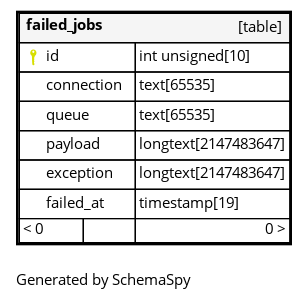 failed_jobs [table]
id int unsigned[10]
connection text[65535]
queue text[65535]
payload longtext[2147483647]
exception longtext[2147483647]
failed_at timestamp[19]
< 0 0 >
Generated by SchemaSpy